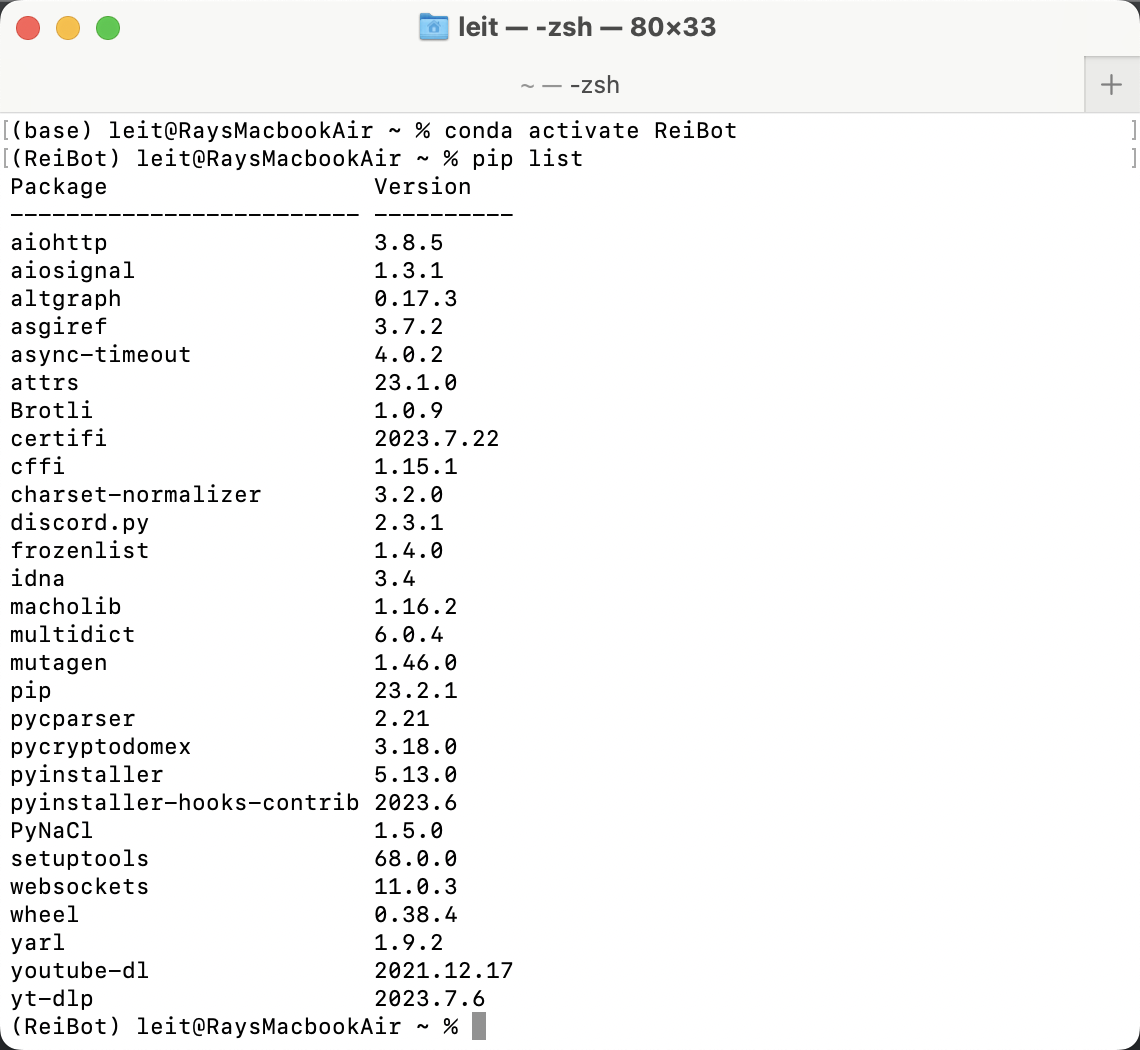 leit — -zsh — 80×33
~ — -zsh
[(base) leit@RaysMacbookAir ~ % conda activate ReiBot ]
[(ReiBot) leit@RaysMacbookAir ~ % pip list ]
Package                   Version
------------------------- ----------
aiohttp                   3.8.5
aiosignal                 1.3.1
altgraph                  0.17.3
asgiref                   3.7.2
async-timeout             4.0.2
attrs                     23.1.0
Brotli                    1.0.9
certifi                   2023.7.22
cffi                      1.15.1
charset-normalizer        3.2.0
discord.py                2.3.1
frozenlist                1.4.0
idna                      3.4
macholib                  1.16.2
multidict                 6.0.4
mutagen                   1.46.0
pip                       23.2.1
pycparser                 2.21
pycryptodomex             3.18.0
pyinstaller               5.13.0
pyinstaller-hooks-contrib 2023.6
PyNaCl                    1.5.0
setuptools                68.0.0
websockets                11.0.3
wheel                     0.38.4
yarl                      1.9.2
youtube-dl                2021.12.17
yt-dlp                    2023.7.6
(ReiBot) leit@RaysMacbookAir ~ %